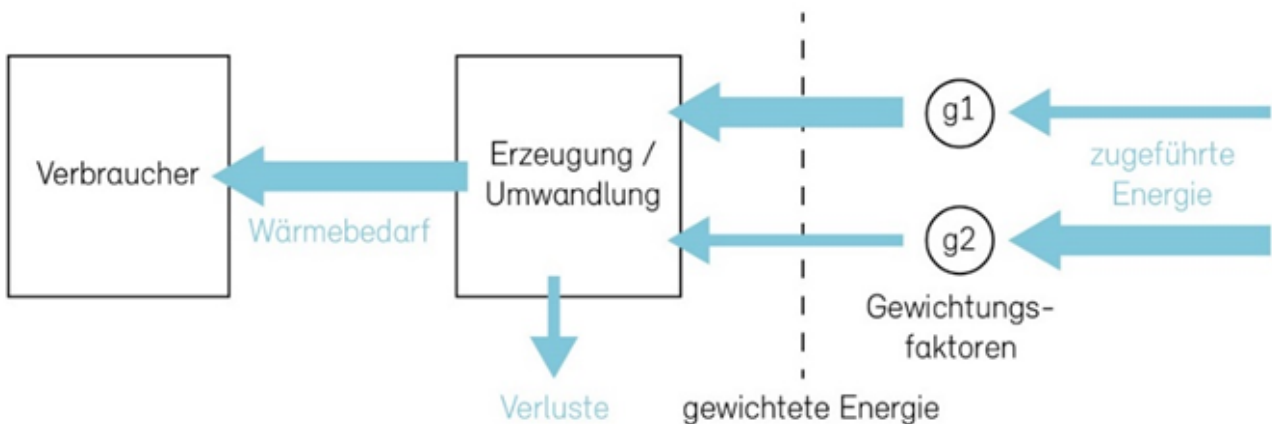 Verbraucher
Wärmebedarf
Erzeugung /
Umwandlung
Verluste
gewichtete Energie
g1
g2
Gewichtungs-
faktoren
zugeführte
Energie